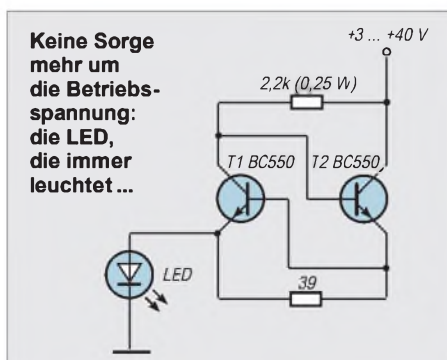 Keine Sorge
mehr um
die Betriebs-
spannung:
die LED,
die immer
leuchtet ...
+3 ... +40 V
2,2k (0,25 W)
T1 BC550
T2 BC550
LED
39